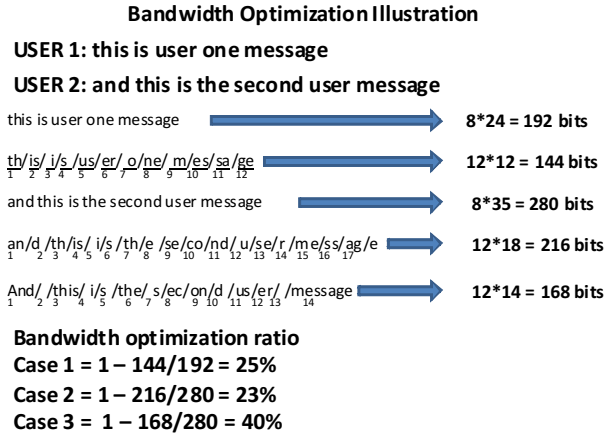 Bandwidth Optimization Illustration
USER 1: this is user one message
USER 2: and this is the second user message
this is user one message 8*24 = 192 bits
th/is/ i/s /us/er/ o/ne/ m/es/sa/ge 12*12 = 144 bits
1 2 3 4 5 6 7 8 9 10 11 12
and this is the second user message 8*35 = 280 bits
an/d /th/is/ i/s /th/e /se/co/nd/ u/se/r /me/ss/ag/e 12*18 = 216 bits
1 2 3 4 5 6 7 8 9 10 11 12 13 14 15 16 17
And/ /this/ i/s /the/ s/ec/on/d /us/er/ /message 12*14 = 168 bits
1 2 3 4 5 6 7 8 9 10 11 12 13 14
Bandwidth optimization ratio
Case 1 = 1 – 144/192 = 25%
Case 2 = 1 – 216/280 = 23%
Case 3 = 1 – 168/280 = 40%